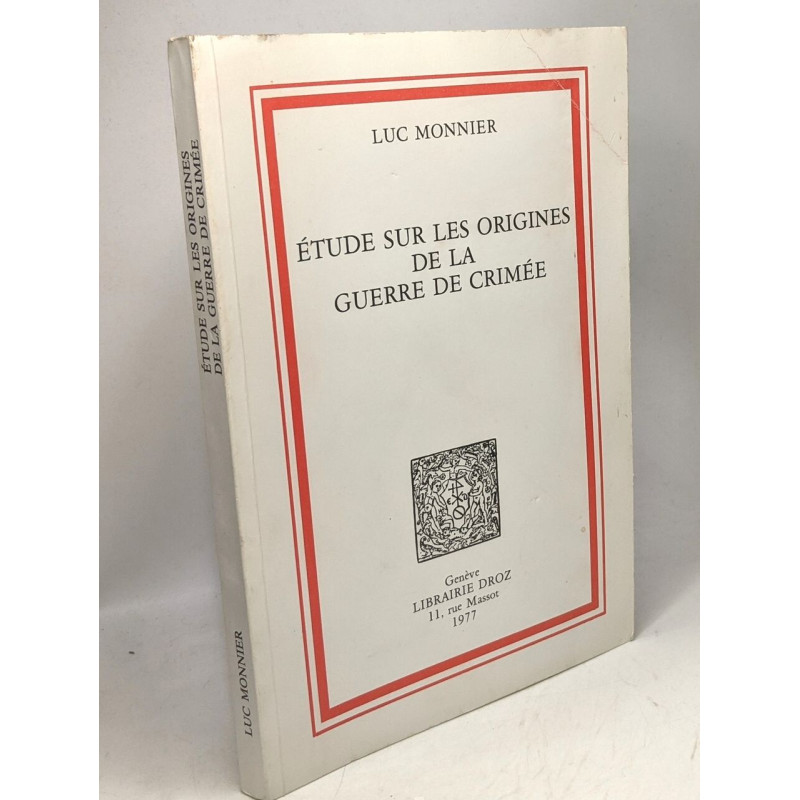 LUC MONNIER
ÉTUDE SUR LES ORIGINES
DE LA
GUERRE DE CRIMÉE
Genève
LIBRAIRIE DROZ
11, rue Massot
1977
ÉTUDE SUR LES ORIGINES
DE LA GUERRE DE CRIMÉE
LUC MONNIER